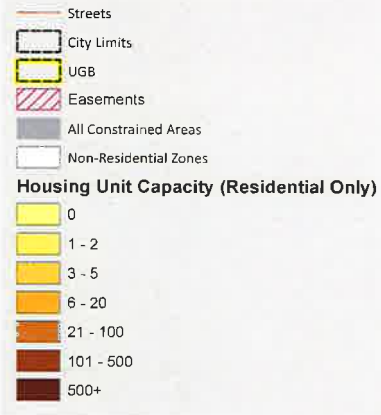 Streets
City Limits
UGB
Easements
All Constrained Areas
Non-Residential Zones
Housing Unit Capacity (Residential Only)
0
1 - 2
3 - 5
6 - 20
21 - 100
101 - 500
500+